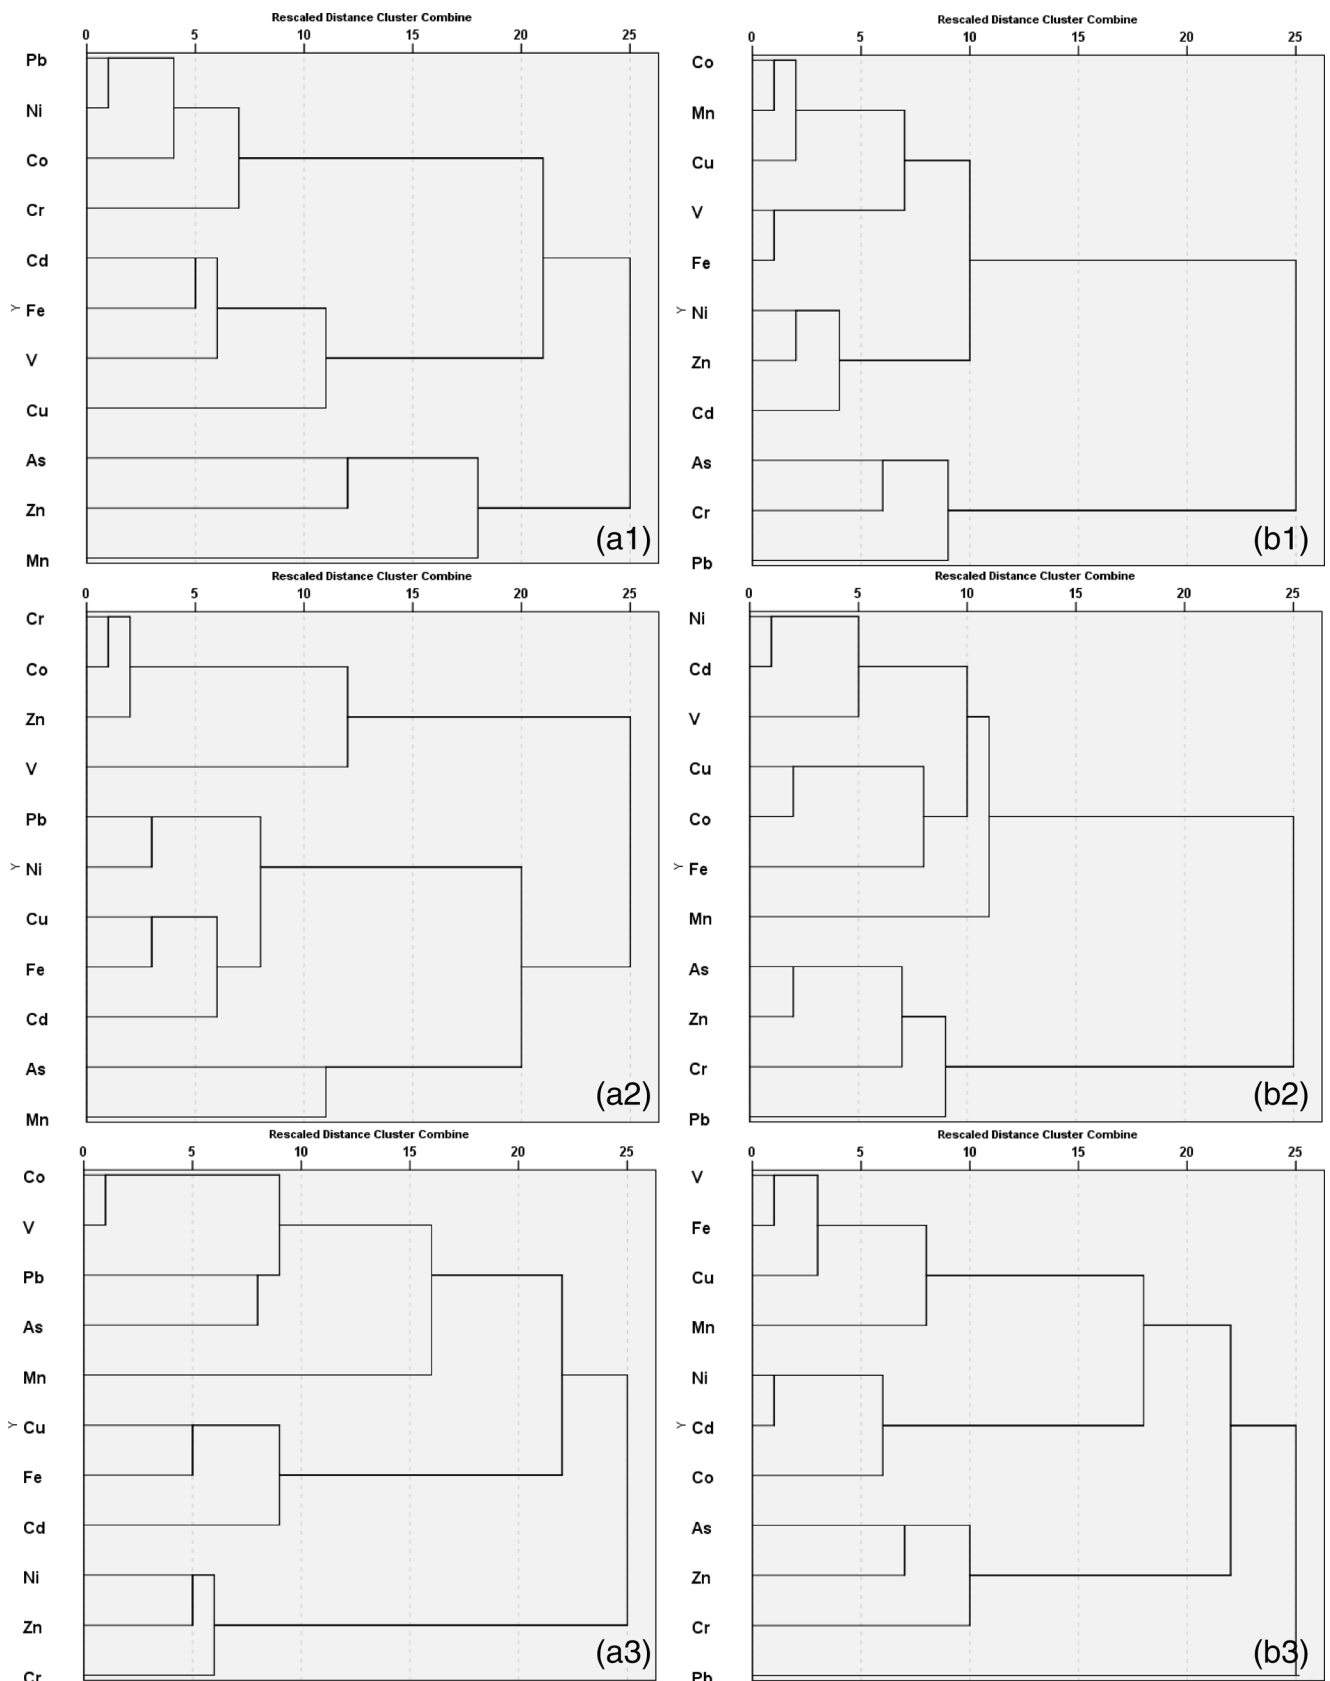 Rescaled Distance Cluster Combine
0 5 10 15 20 25
Pb
Ni
Co
Cr
Cd
Y Fe
V
Cu
As
Zn
Mn
(a1)
Rescaled Distance Cluster Combine
0 5 10 15 20 25
Co
Mn
Cu
V
Fe
Y Ni
Zn
Cd
As
Cr
Pb
(b1)
Rescaled Distance Cluster Combine
0 5 10 15 20 25
Cr
Co
Zn
V
Pb
Y Ni
Cu
Fe
Cd
As
Mn
(a2)
Rescaled Distance Cluster Combine
0 5 10 15 20 25
Ni
Cd
V
Cu
Co
Y Fe
Mn
As
Zn
Cr
Pb
(b2)
Rescaled Distance Cluster Combine
0 5 10 15 20 25
Co
V
Pb
As
Mn
Y Cu
Fe
Cd
Ni
Zn
Cr
(a3)
Rescaled Distance Cluster Combine
0 5 10 15 20 25
V
Fe
Cu
Mn
Ni
Y Cd
Co
As
Zn
Cr
Pb
(b3)